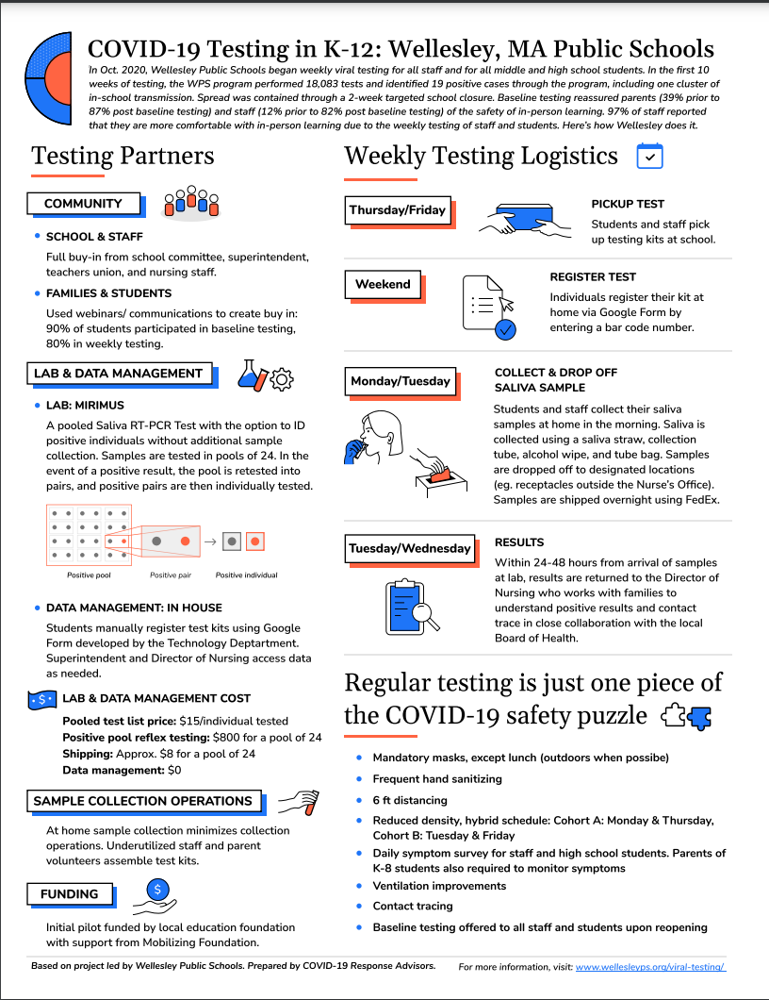 COVID-19 Testing in K-12: Wellesley, MA Public Schools
In Oct. 2020, Wellesley Public Schools began weekly viral testing for all staff and for all middle and high school students. In the first 10
weeks of testing, the WPS program performed 18,083 tests and identified 19 positive cases through the program, including one cluster of
in-school transmission. Spread was contained through a 2-week targeted school closure. Baseline testing reassured parents (39% prior to
87% post baseline testing) and staff (12% prior to 82% post baseline testing) of the safety of in-person learning. 97% of staff reported
that they are more comfortable with in-person learning due to the weekly testing of staff and students. Here's how Wellesley does it.
Testing Partners
COMMUNITY
SCHOOL & STAFF
Full buy-in from school committee, superintendent,
teachers union, and nursing staff.
FAMILIES & STUDENTS
Used webinars/ communications to create buy in:
90% of students participated in baseline testing,
80% in weekly testing.
LAB & DATA MANAGEMENT
LAB: MIRIMUS
A pooled Saliva RT-PCR Test with the option to ID
positive individuals without additional sample
collection. Samples are tested in pools of 24. In the
event of a positive result, the pool is retested into
pairs, and positive pairs are then individually tested.
Positive pool
Positive pair
Positive individual
DATA MANAGEMENT: IN HOUSE
Students manually register test kits using Google
Form developed by the Technology Deptartment.
Superintendent and Director of Nursing access data
as needed.
$
LAB & DATA MANAGEMENT COST
Pooled test list price: $15/individual tested
Positive pool reflex testing: $800 for a pool of 24
Shipping: Approx. $8 for a pool of 24
Data management: $0
SAMPLE COLLECTION OPERATIONS
At home sample collection minimizes collection
operations. Underutilized staff and parent
volunteers assemble test kits.
FUNDING
$
Initial pilot funded by local education foundation
with support from Mobilizing Foundation.
Weekly Testing Logistics
Thursday/Friday
PICKUP TEST
Students and staff pick
up testing kits at school.
Weekend
REGISTER TEST
Individuals register their kit at
home via Google Form by
entering a bar code number.
Monday/Tuesday
COLLECT & DROP OFF
SALIVA SAMPLE
Students and staff collect their saliva
samples at home in the morning. Saliva is
collected using a saliva straw, collection
tube, alcohol wipe, and tube bag. Samples
are dropped off to designated locations
(eg. receptacles outside the Nurse's Office).
Samples are shipped overnight using FedEx.
Tuesday/Wednesday
RESULTS
Within 24-48 hours from arrival of samples
at lab, results are returned to the Director of
Nursing who works with families to
understand positive results and contact
trace in close collaboration with the local
Board of Health.
Regular testing is just one piece of
the COVID-19 safety puzzle
Mandatory masks, except lunch (outdoors when possibe)
Frequent hand sanitizing
6 ft distancing
Reduced density, hybrid schedule: Cohort A: Monday & Thursday,
Cohort B: Tuesday & Friday
Daily symptom survey for staff and high school students. Parents of
K-8 students also required to monitor symptoms
Ventilation improvements
Contact tracing
Baseline testing offered to all staff and students upon reopening
Based on project led by Wellesley Public Schools. Prepared by COVID-19 Response Advisors.
For more information, visit: www.wellesleyps.org/viral-testing/